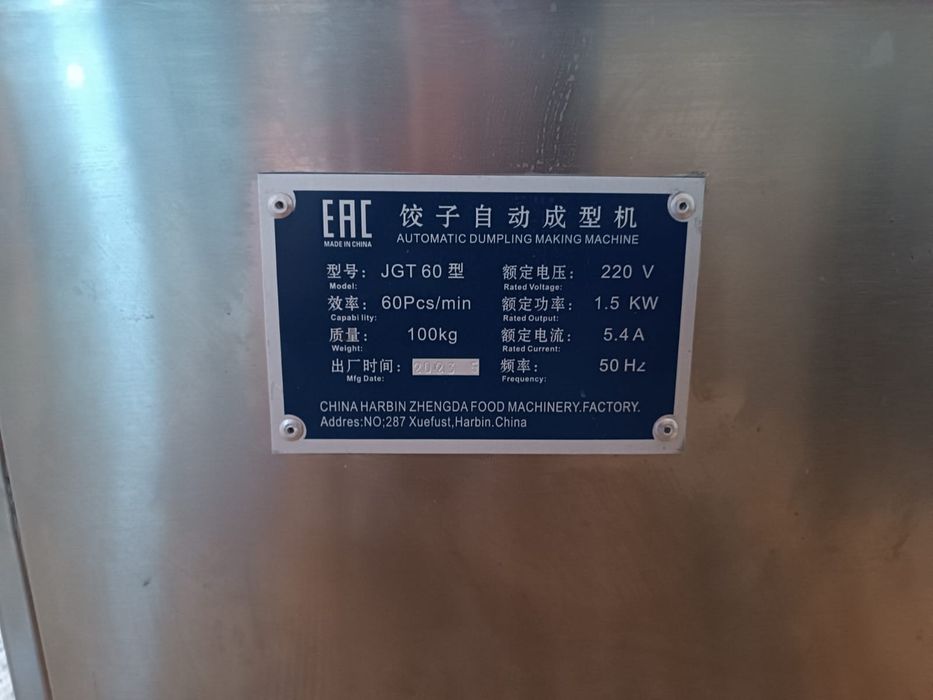 EAC 饺子自动成型机
MADE IN CHINA AUTOMATIC DUMPLING MAKING MACHINE
型号: JGT 60 型 额定电压: 220 V
Model: Rated Voltage:
效率: 60Pcs/min 额定功率: 1.5 KW
Capability: Rated Output:
质量: 100kg 额定电流: 5.4 A
Weight: Rated Current:
出厂时间: 2023 5 频率: 50 Hz
Mfg Date: Frequency:
CHINA HARBIN ZHENGDA FOOD MACHINERY.FACTORY.
Addres:NO;287 Xuefust,Harbin.China